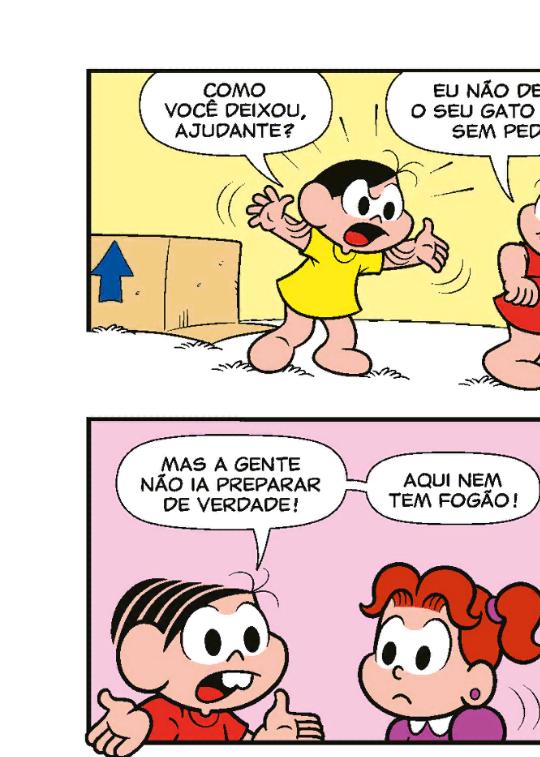 COMO
VOCÊ DEIXOU,
AJUDANTE?
EU NÃO
O SEU GATO
SEM
MAS A GENTE
NÃO IA PREPARAR
DE VERDADE!
AQUI NEM
TEM FOGÃO!